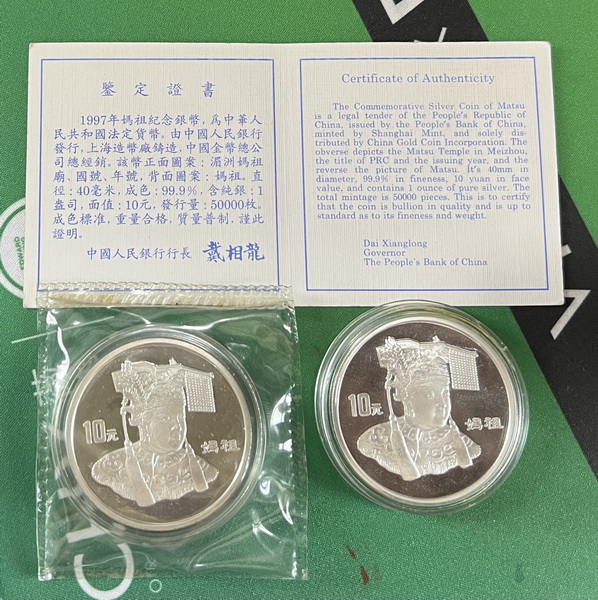 鑒定證書
1997年媽祖紀念銀幣,爲中華人
民共和國法定貨幣。由中國人民銀行
發行,上海造幣廠鑄造,中國金幣總公
司總經銷。該幣正面圖案:湄洲媽祖
廟、國號、年號,背面圖案:媽祖。直
徑:40毫米,成色:99.9%,含純銀:1
盎司,面值:10元,發行量:50000枚。
成色標准,重量合格,質量普制,謹此
證明。
中國人民銀行行長 戴相龍
Certificate of Authenticity
The Commemorative Silver Coin of Matsu
is a legal tender of the People's Republic of
China, issued by the People's Bank of China,
minted by Shanghai Mint, and solely dis-
tributed by China Gold Coin Incorporation. The
obverse depicts the Matsu Temple in Meizhou,
the title of PRC and the issuing year, and the
reverse the picture of Matsu. It's 40mm in
diameter, 99.9% in fineness, 10 yuan in face
value, and contains 1 ounce of pure silver. The
total mintage is 50000 pieces. This is to certify
that the coin is bullion in quality and is up to
standard as to its fineness and weight.
Dai Xianglong
Governor
The People's Bank of China
10元
媽祖
10元
媽祖